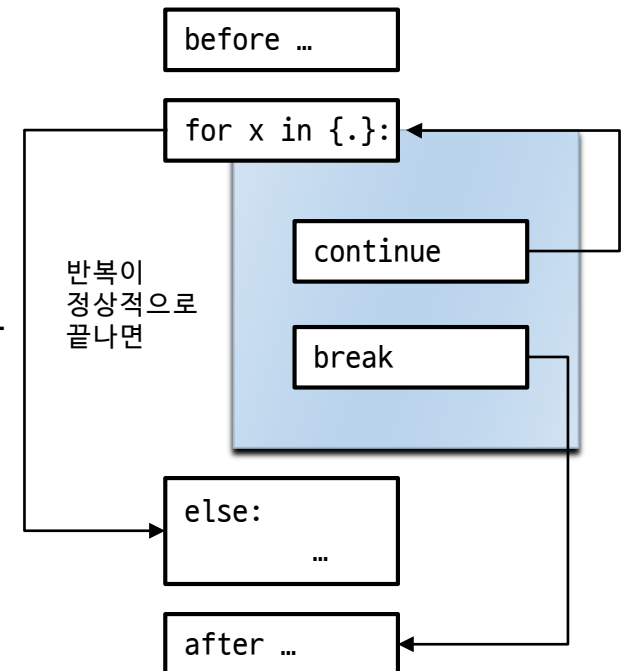 before …
for x in {.}:
continue
반복이
정상적으로
끝나면
break
else:
…
after …